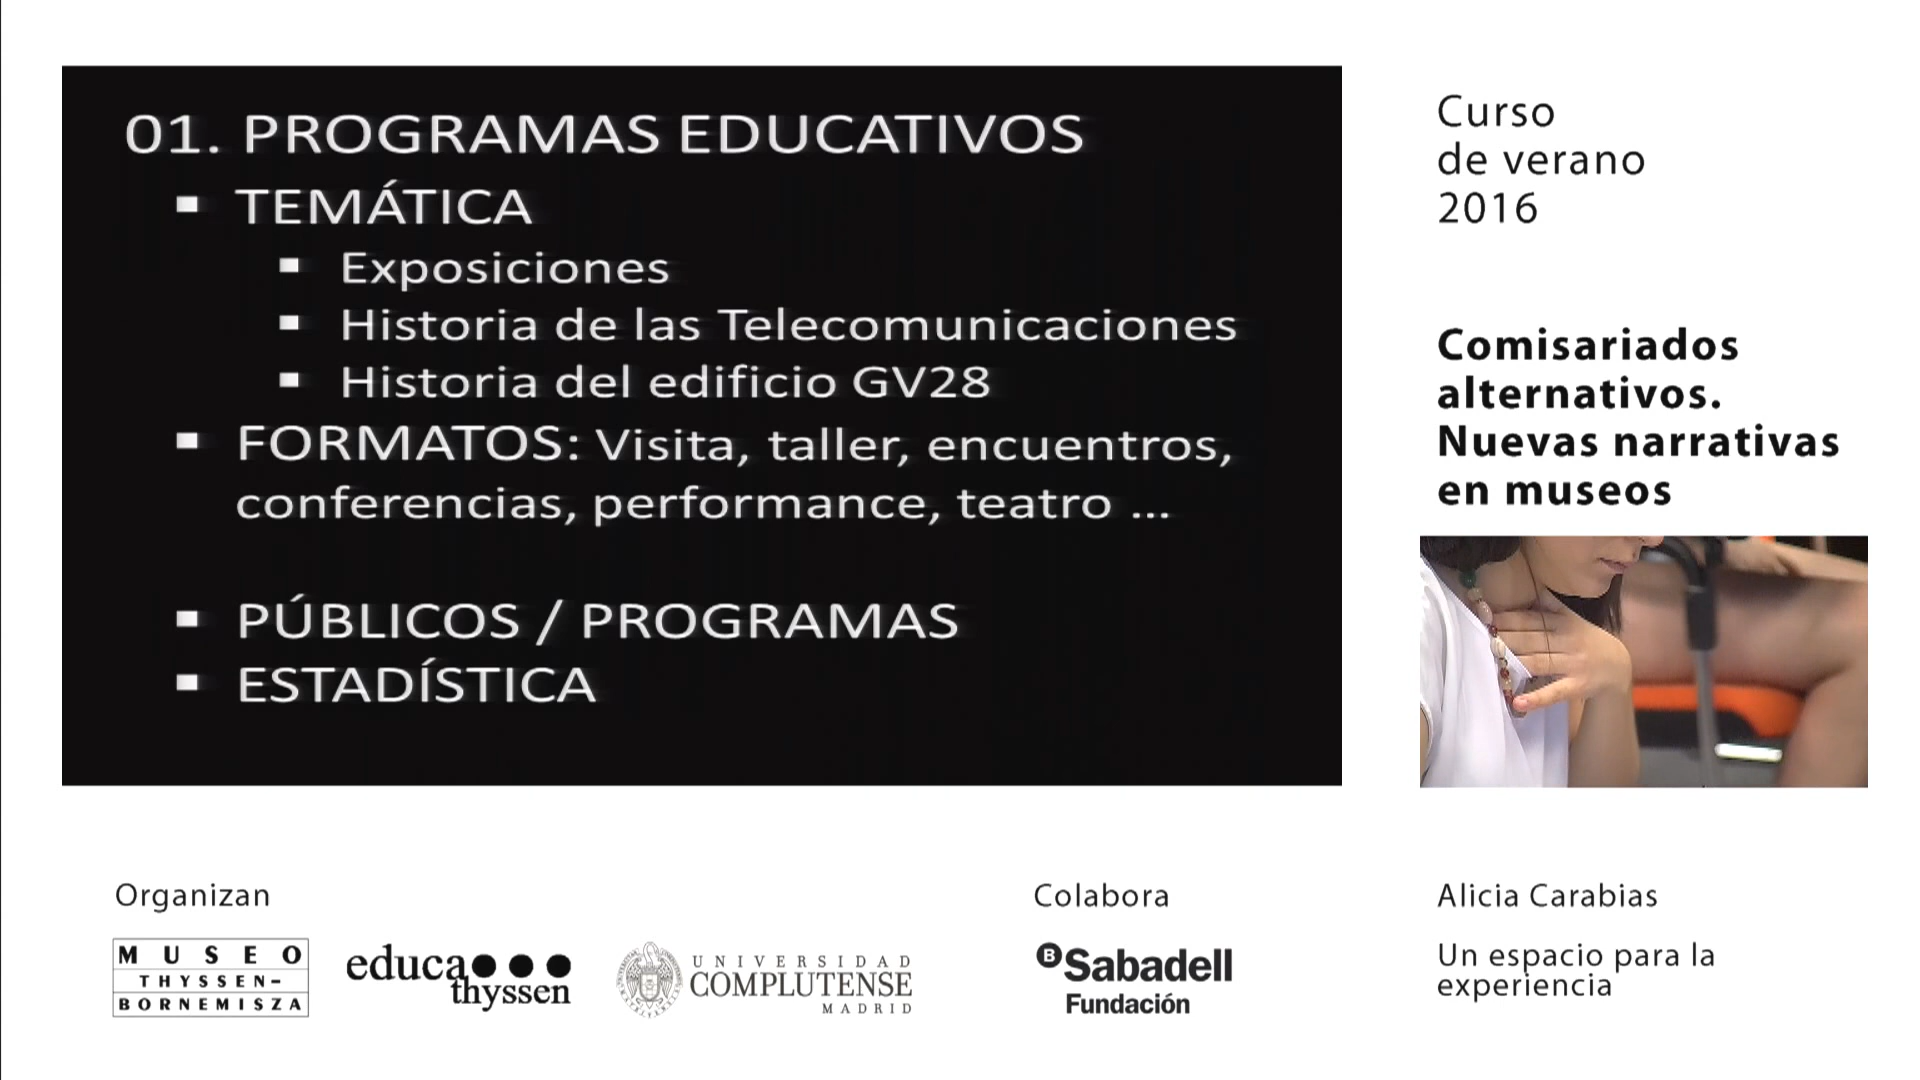 01. PROGRAMAS EDUCATIVOS
TEMÁTICA
Exposiciones
Historia de las Telecomunicaciones
Historia del edificio GV28
FORMATOS: Visita, taller, encuentros,
conferencias, performance, teatro ...
PÚBLICOS / PROGRAMAS
ESTADÍSTICA
Curso
de verano
2016
Comisariados
alternativos.
Nuevas narrativas
en museos
Organizan
MUSEO
THYSSEN-
BORNEMISZA
educa
thyssen
UNIVERSIDAD
COMPLUTENSE
MADRID
Colabora
B Sabadell
Fundación
Alicia Carabias
Un espacio para la
experiencia